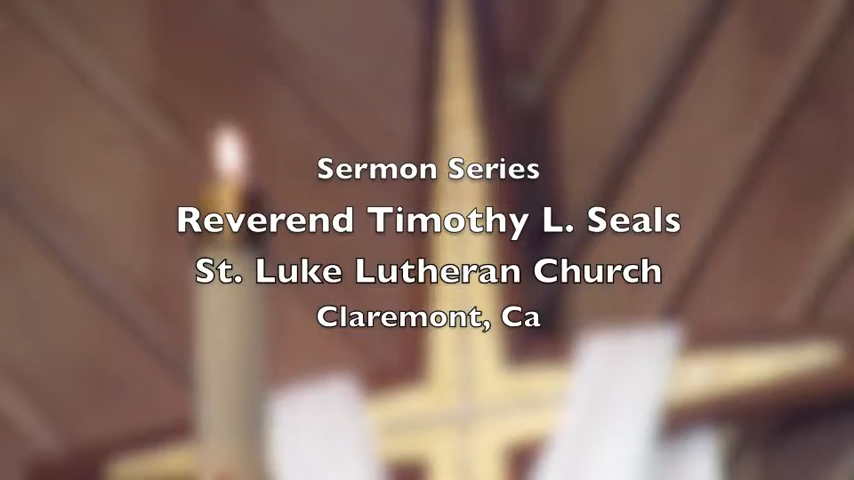 Sermon Series
Reverend Timothy L. Seals
St. Luke Lutheran Church
Claremont, Ca